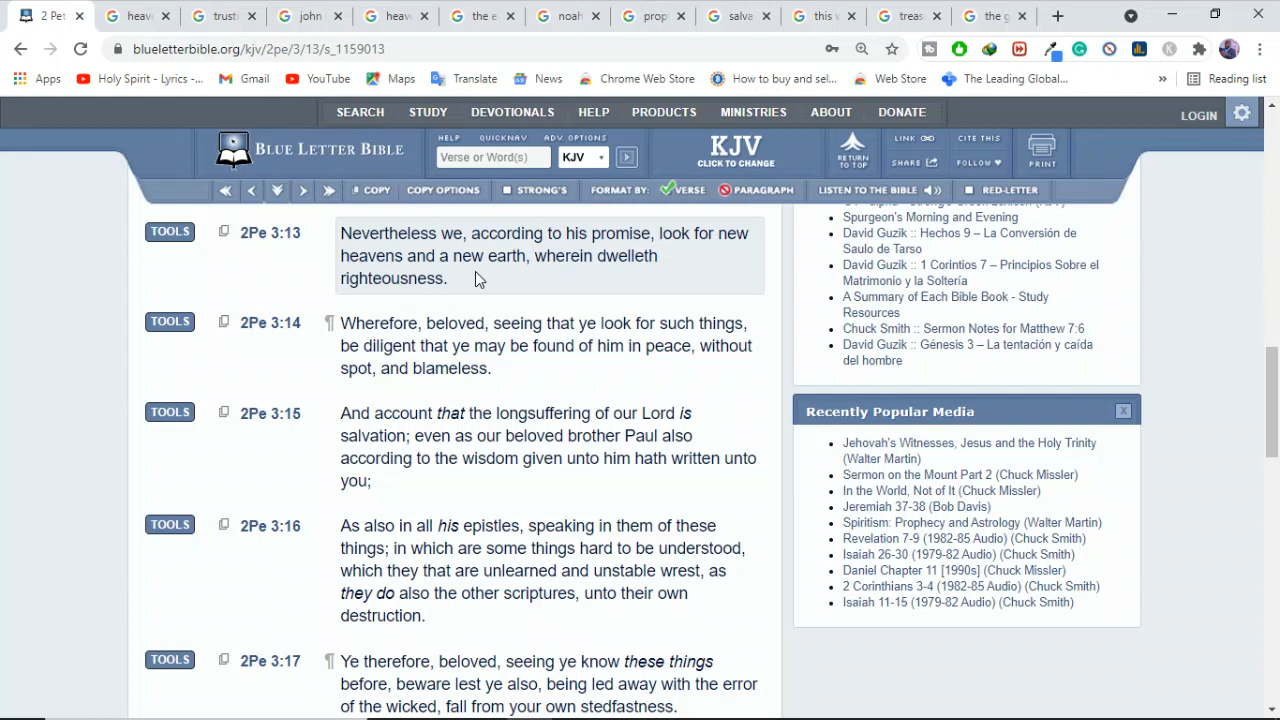 2 Pet
heav
trusti
john
heav
the e
noah
prop
salva
this v
treas
the g
blueletterbible.org/kjv/2pe/3/13/s_1159013
Apps
Holy Spirit - Lyrics -...
Gmail
YouTube
Maps
Translate
News
Chrome Web Store
How to buy and sel...
Web Store
The Leading Global...
»
Reading list
SEARCH STUDY DEVOTIONALS HELP PRODUCTS MINISTRIES ABOUT DONATE
LOGIN
BLUE LETTER BIBLE
HELP QUICKNAV ADV. OPTIONS
Verse or Word(s) KJV
KJV
CLICK TO CHANGE
RETURN
TO TOP
LINK
CITE THIS
SHARE
FOLLOW
PRINT
COPY COPY OPTIONS STRONG'S FORMAT BY: VERSE PARAGRAPH LISTEN TO THE BIBLE RED-LETTER
TOOLS 2Pe 3:13 Nevertheless we, according to his promise, look for new
heavens and a new earth, wherein dwelleth
righteousness.
TOOLS 2Pe 3:14 ¶ Wherefore, beloved, seeing that ye look for such things,
be diligent that ye may be found of him in peace, without
spot, and blameless.
TOOLS 2Pe 3:15 And account that the longsuffering of our Lord is
salvation; even as our beloved brother Paul also
according to the wisdom given unto him hath written unto
you;
TOOLS 2Pe 3:16 As also in all his epistles, speaking in them of these
things; in which are some things hard to be understood,
which they that are unlearned and unstable wrest, as
they do also the other scriptures, unto their own
destruction.
TOOLS 2Pe 3:17 ¶ Ye therefore, beloved, seeing ye know these things
before, beware lest ye also, being led away with the error
of the wicked, fall from your own stedfastness.
Spurgeon's Morning and Evening
David Guzik :: Hechos 9 – La Conversión de
Saulo de Tarso
David Guzik :: 1 Corintios 7 – Principios Sobre el
Matrimonio y la Soltería
A Summary of Each Bible Book - Study
Resources
Chuck Smith :: Sermon Notes for Matthew 7:6
David Guzik :: Génesis 3 – La tentación y caída
del hombre
Recently Popular Media
Jehovah's Witnesses, Jesus and the Holy Trinity
(Walter Martin)
Sermon on the Mount Part 2 (Chuck Missler)
In the World, Not of It (Chuck Missler)
Jeremiah 37-38 (Bob Davis)
Spiritism: Prophecy and Astrology (Walter Martin)
Revelation 7-9 (1982-85 Audio) (Chuck Smith)
Isaiah 26-30 (1979-82 Audio) (Chuck Smith)
Daniel Chapter 11 [1990s] (Chuck Missler)
2 Corinthians 3-4 (1982-85 Audio) (Chuck Smith)
Isaiah 11-15 (1979-82 Audio) (Chuck Smith)